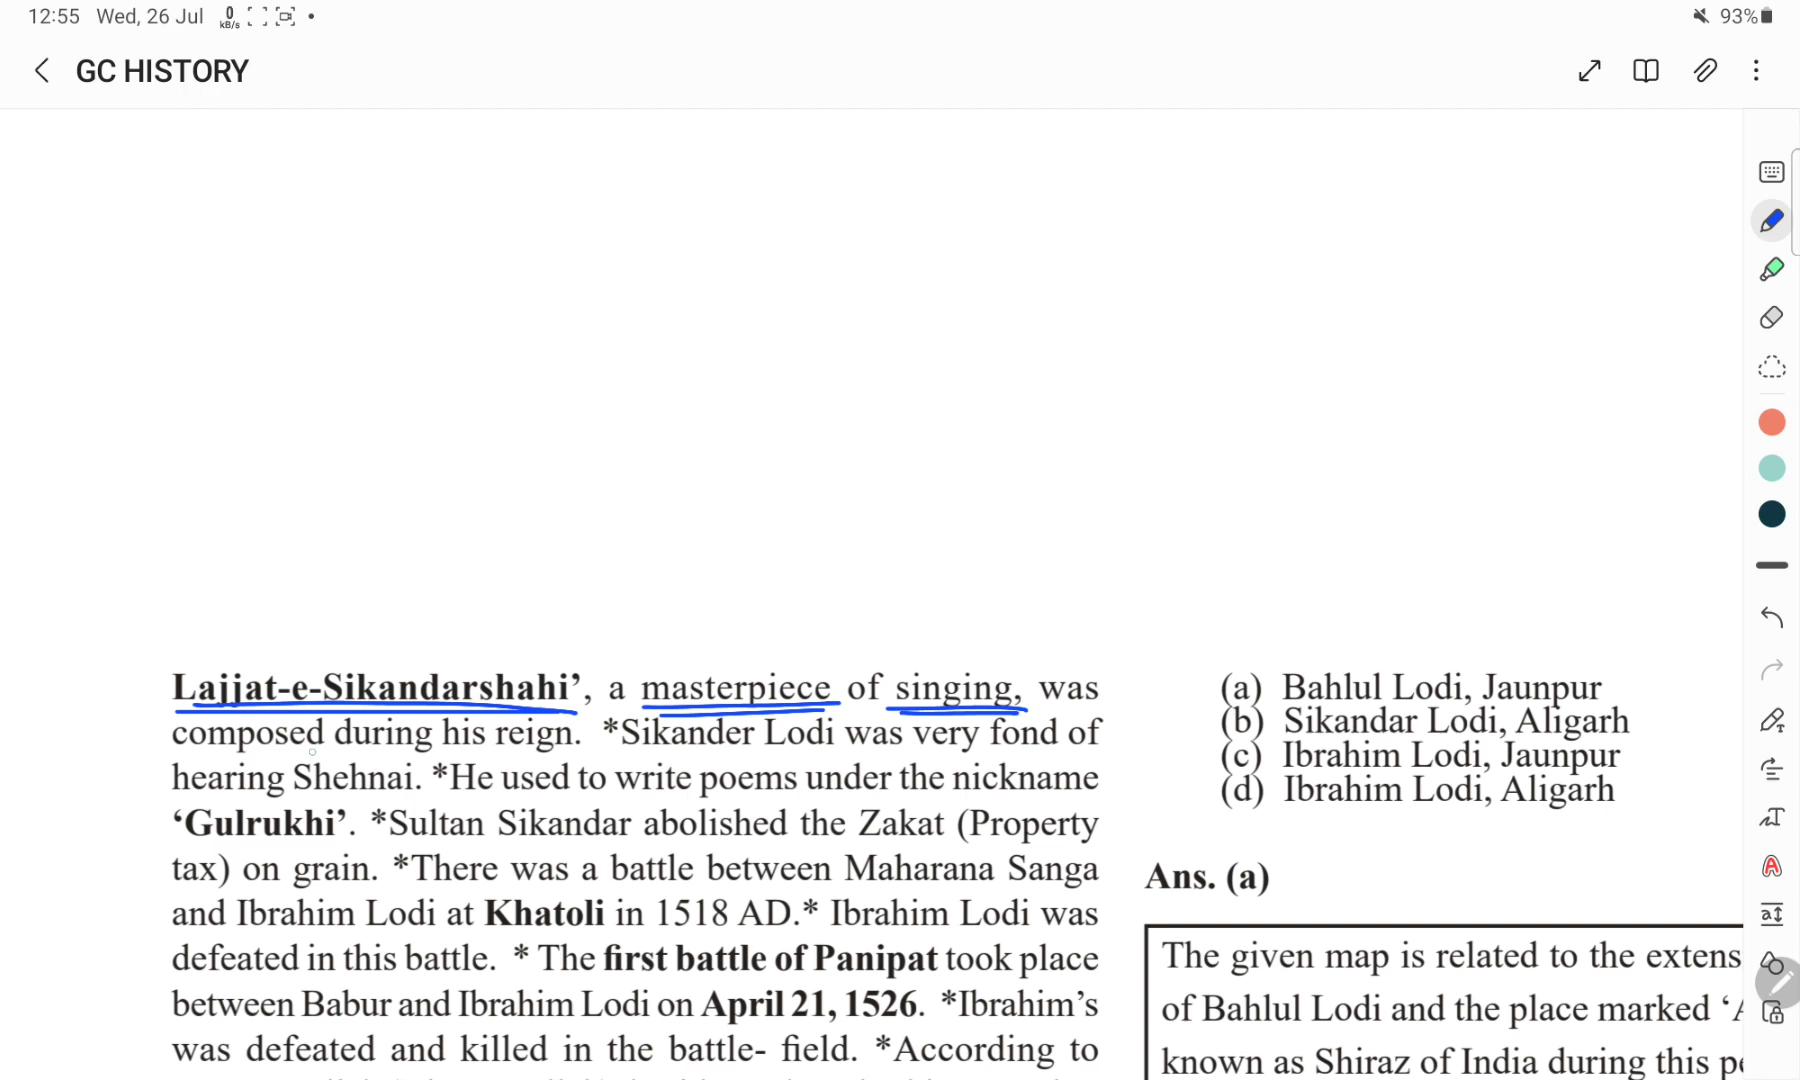 12:55 Wed, 26 Jul 0 kB/s 93%
GC HISTORY
Lajjat-e-Sikandarshahi’, a masterpiece of singing, was
composed during his reign. *Sikander Lodi was very fond of
hearing Shehnai. *He used to write poems under the nickname
‘Gulrukhi’. *Sultan Sikandar abolished the Zakat (Property
tax) on grain. *There was a battle between Maharana Sanga
and Ibrahim Lodi at Khatoli in 1518 AD.* Ibrahim Lodi was
defeated in this battle. * The first battle of Panipat took place
between Babur and Ibrahim Lodi on April 21, 1526. *Ibrahim’s
was defeated and killed in the battle- field. *According to
(a) Bahlul Lodi, Jaunpur
(b) Sikandar Lodi, Aligarh
(c) Ibrahim Lodi, Jaunpur
(d) Ibrahim Lodi, Aligarh
Ans. (a)
The given map is related to the extens
of Bahlul Lodi and the place marked ‘A
known as Shiraz of India during this pe